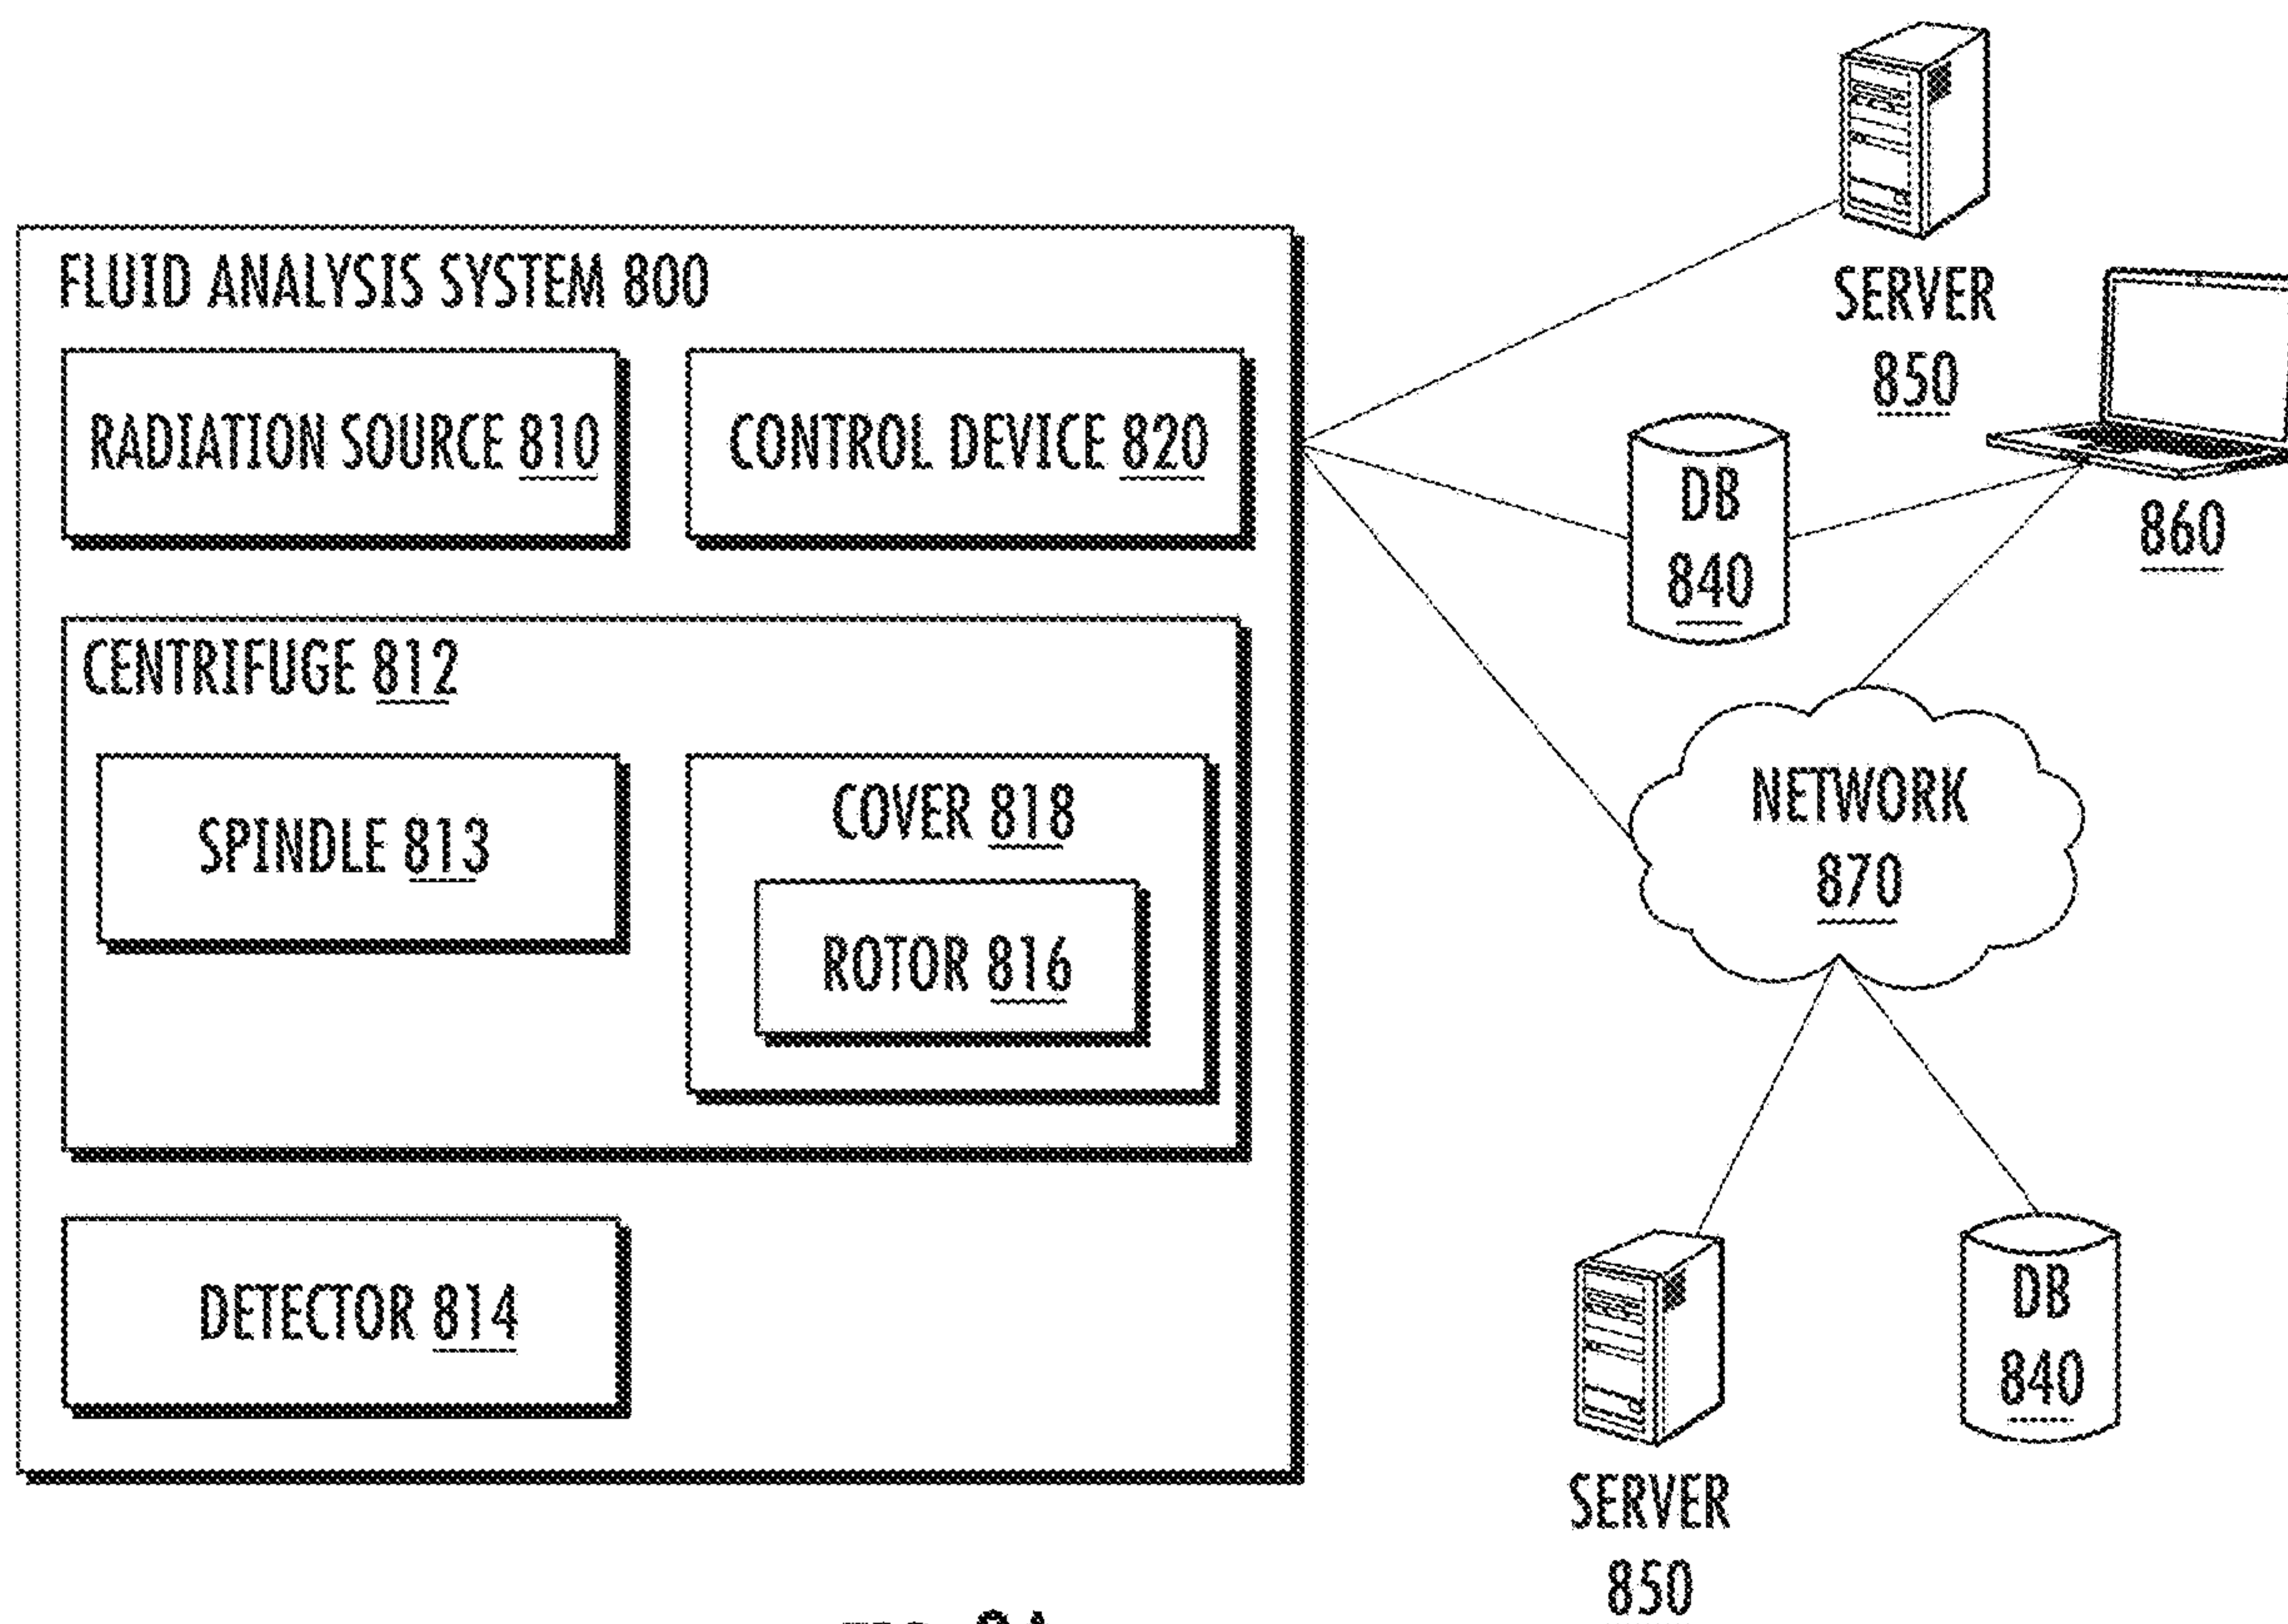 FLUID ANALYSIS SYSTEM 800
RADIATION SOURCE 810
CONTROL DEVICE 820
CENTRIFUGE 812
SPINDLE 813
COVER 818
ROTOR 816
DETECTOR 814
SERVER
850
DB
840
860
NETWORK
870
SERVER
850
DB
840